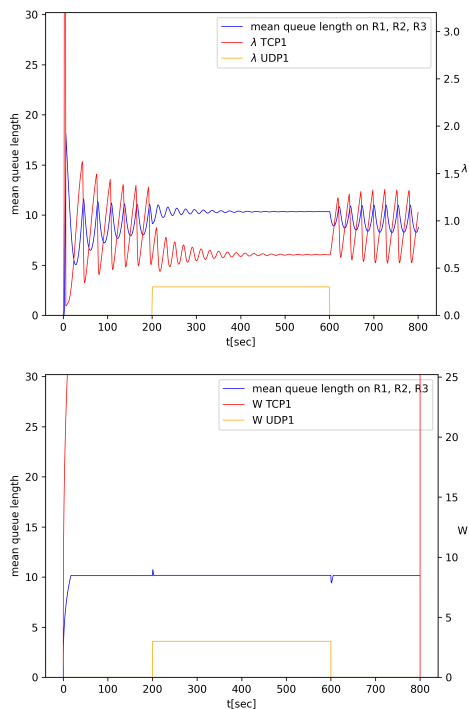 mean queue length on R1, R2, R3
λ TCP1
λ UDP1
30
25
20
15
10
5
0
mean queue length
3.0
2.5
2.0
1.5
1.0
0.5
0.0
λ
0 100 200 300 400 500 600 700 800
t[sec]
mean queue length on R1, R2, R3
W TCP1
W UDP1
30
25
20
15
10
5
0
mean queue length
25
20
15
10
5
0
W
0 100 200 300 400 500 600 700 800
t[sec]